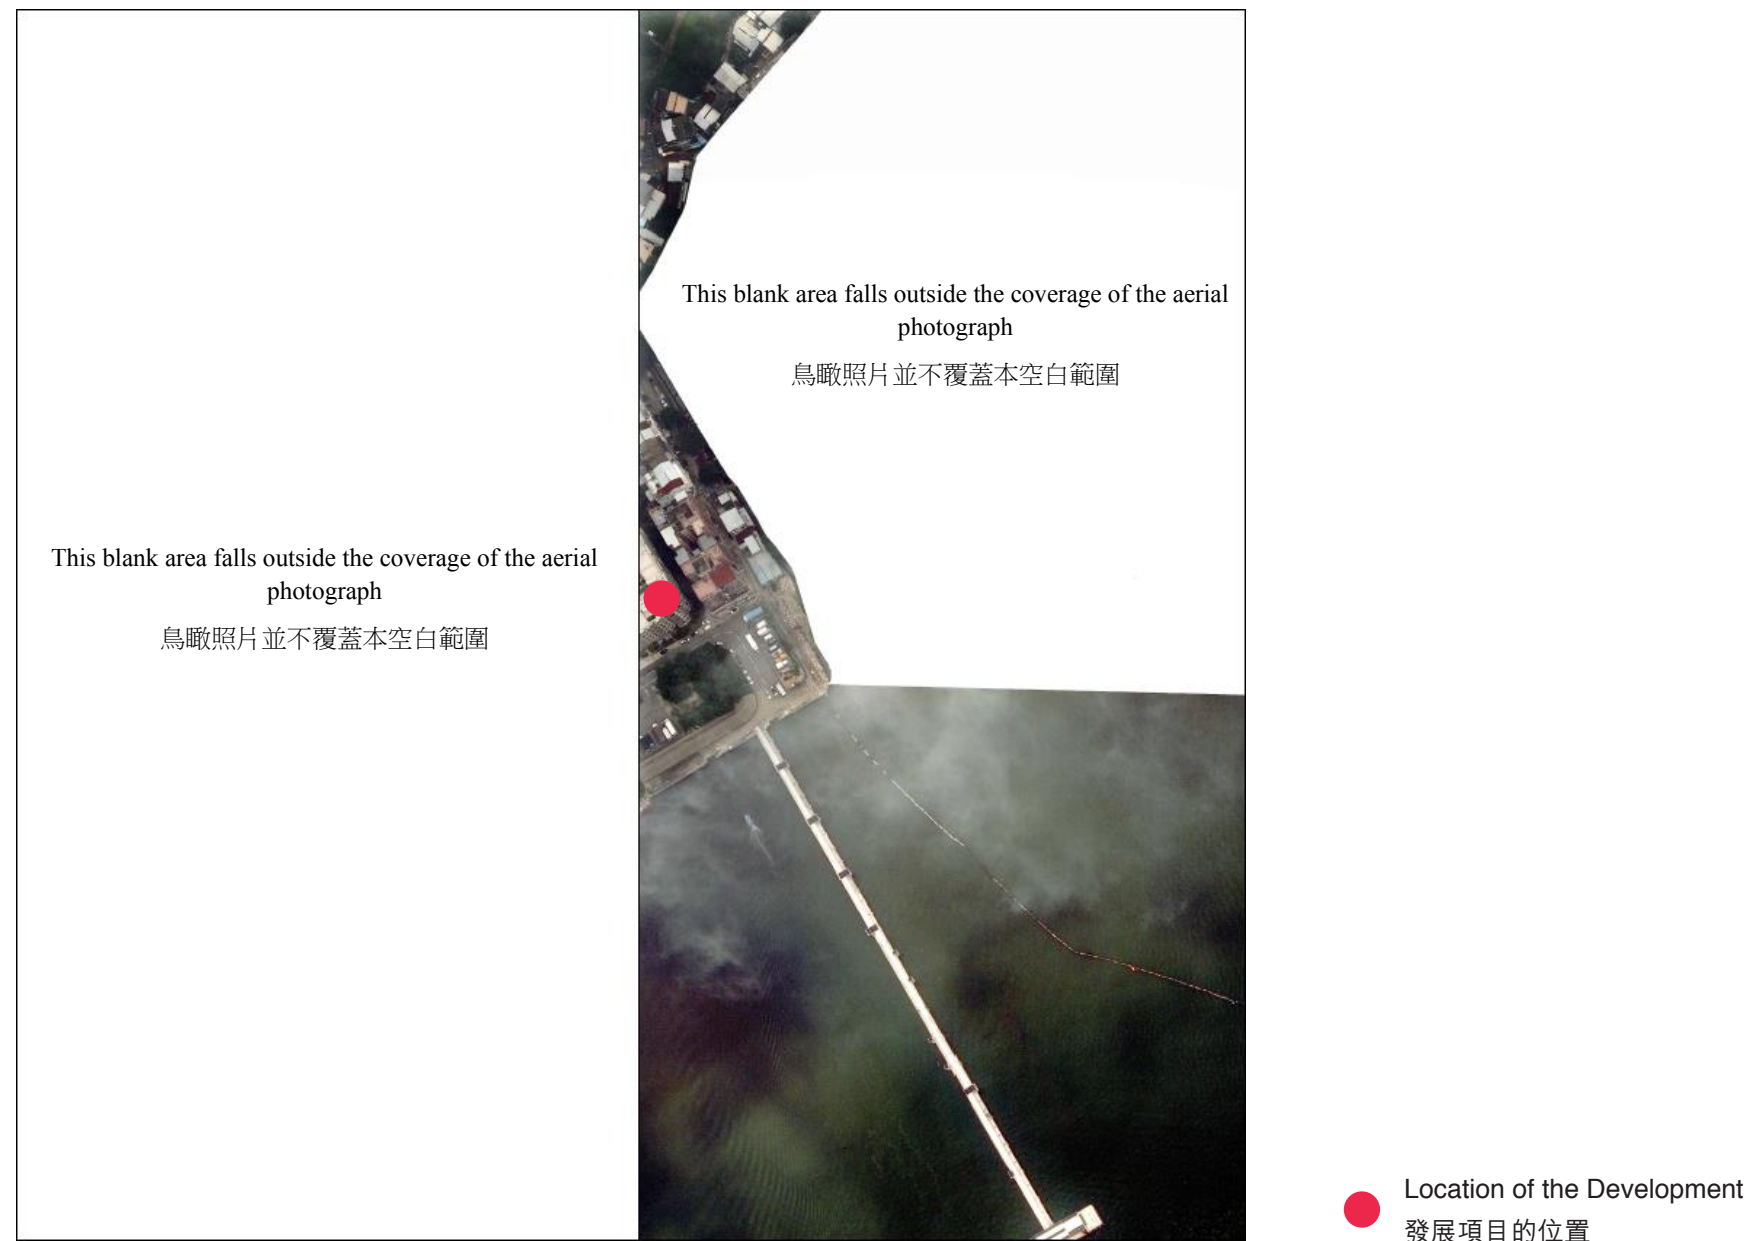 This blank area falls outside the coverage of the aerial
photograph
鳥瞰照片並不覆蓋本空白範圍
This blank area falls outside the coverage of the aerial
photograph
鳥瞰照片並不覆蓋本空白範圍
Location of the Development
發展項目的位置